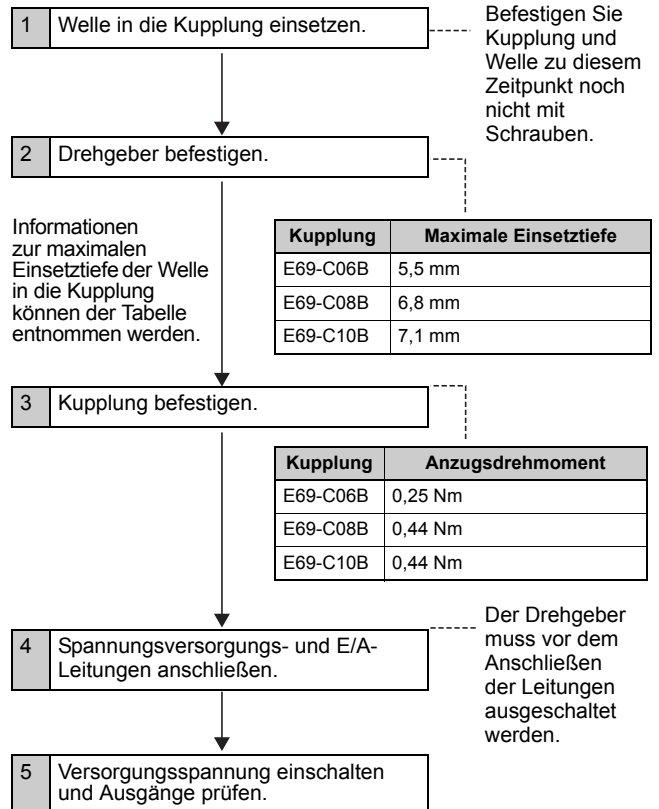 1 Welle in die Kupplung einsetzen.
Befestigen Sie
Kupplung und
Welle zu diesem
Zeitpunkt noch
nicht mit
Schrauben.
2 Drehgeber befestigen.
Informationen
zur maximalen
Einsetztiefe der Welle
in die Kupplung
können der Tabelle
entnommen werden.
Kupplung Maximale Einsetztiefe
E69-C06B 5,5 mm
E69-C08B 6,8 mm
E69-C10B 7,1 mm
3 Kupplung befestigen.
Kupplung Anzugsdrehmoment
E69-C06B 0,25 Nm
E69-C08B 0,44 Nm
E69-C10B 0,44 Nm
4 Spannungsversorgungs- und E/A-
Leitungen anschließen.
Der Drehgeber
muss vor dem
Anschließen
der Leitungen
ausgeschaltet
werden.
5 Versorgungsspannung einschalten
und Ausgänge prüfen.